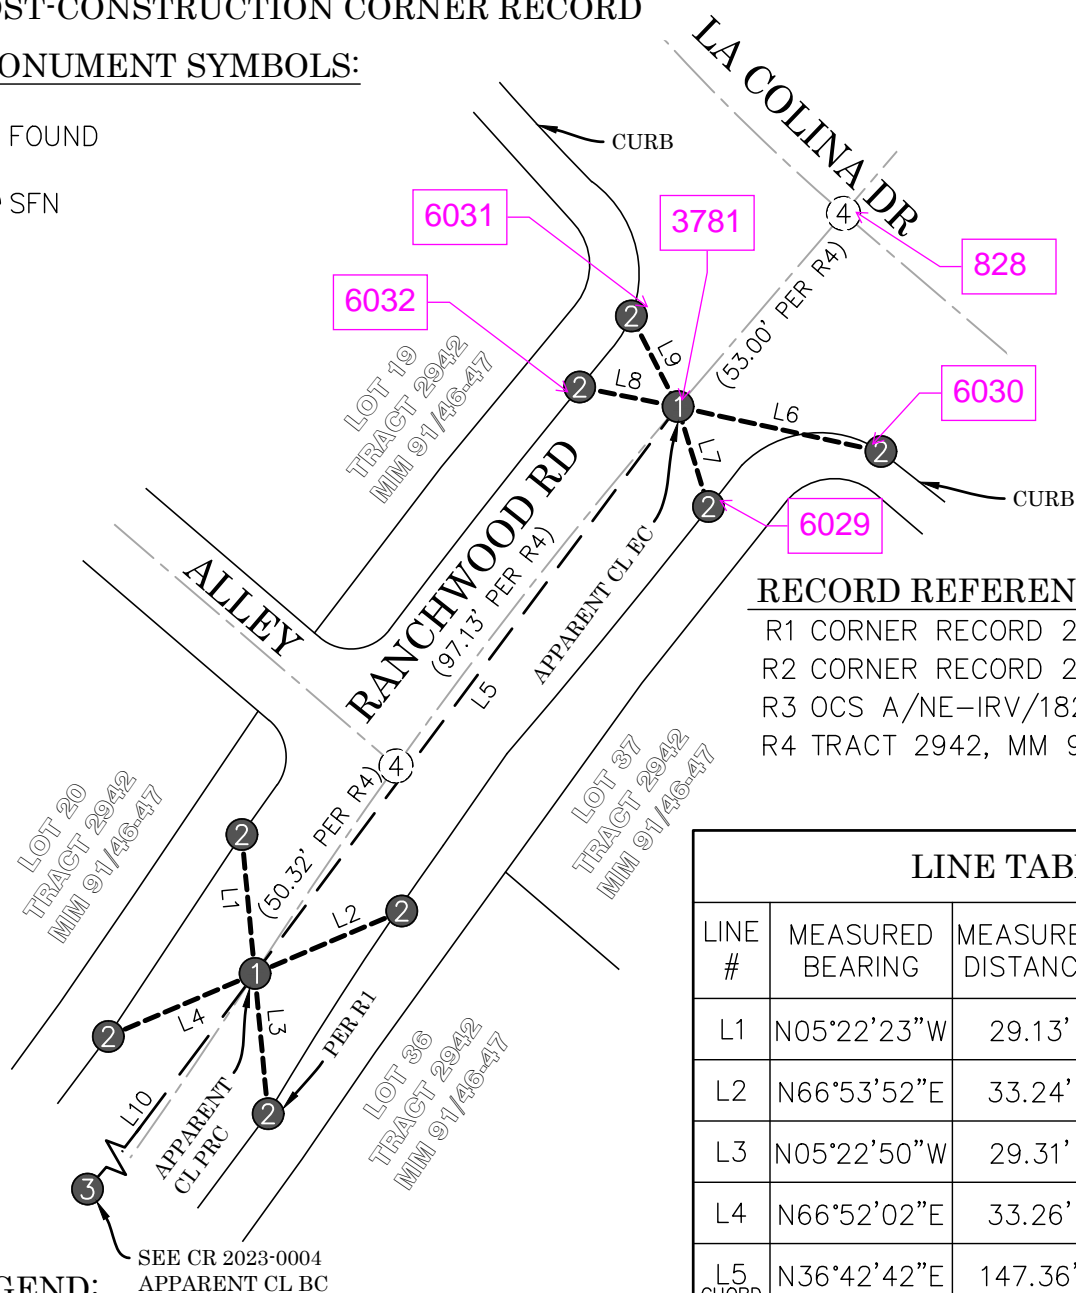 OST-CONSTRUCTION CORNER RECORD
ONUMENT SYMBOLS:
FOUND
SFN
LA COLINA DR
CURB
6031
3781
828
6032
4
2
(53.00' PER R4)
L9
LOT 19
TRACT 2942
MM 91/46-47
2
L8
1
L6
6030
2
L7
2
CURB
6029
APPARENT CL EC
RANCHWOOD RD
(97.13' PER R4)
ALLEY
L5
4
RECORD REFEREN
R1 CORNER RECORD 2
R2 CORNER RECORD 2
R3 OCS A/NE-IRV/182
R4 TRACT 2942, MM 9
LOT 37
TRACT 2942
MM 91/46-47
LOT 20
TRACT 2942
MM 91/46-47
2
(50.32' PER R4)
L1
L2
2
1
L4
L3
2
PER R1
2
LOT 36
TRACT 2942
MM 91/46-47
L10
APPARENT
CL PRC
3
SEE CR 2023-0004
APPARENT CL BC
GEND:
LINE TAB
LINE # MEASURED BEARING MEASURE DISTANC
L1 N05°22'23"W 29.13'
L2 N66°53'52"E 33.24'
L3 N05°22'50"W 29.31'
L4 N66°52'02"E 33.26'
L5 N36°42'42"E 147.36'